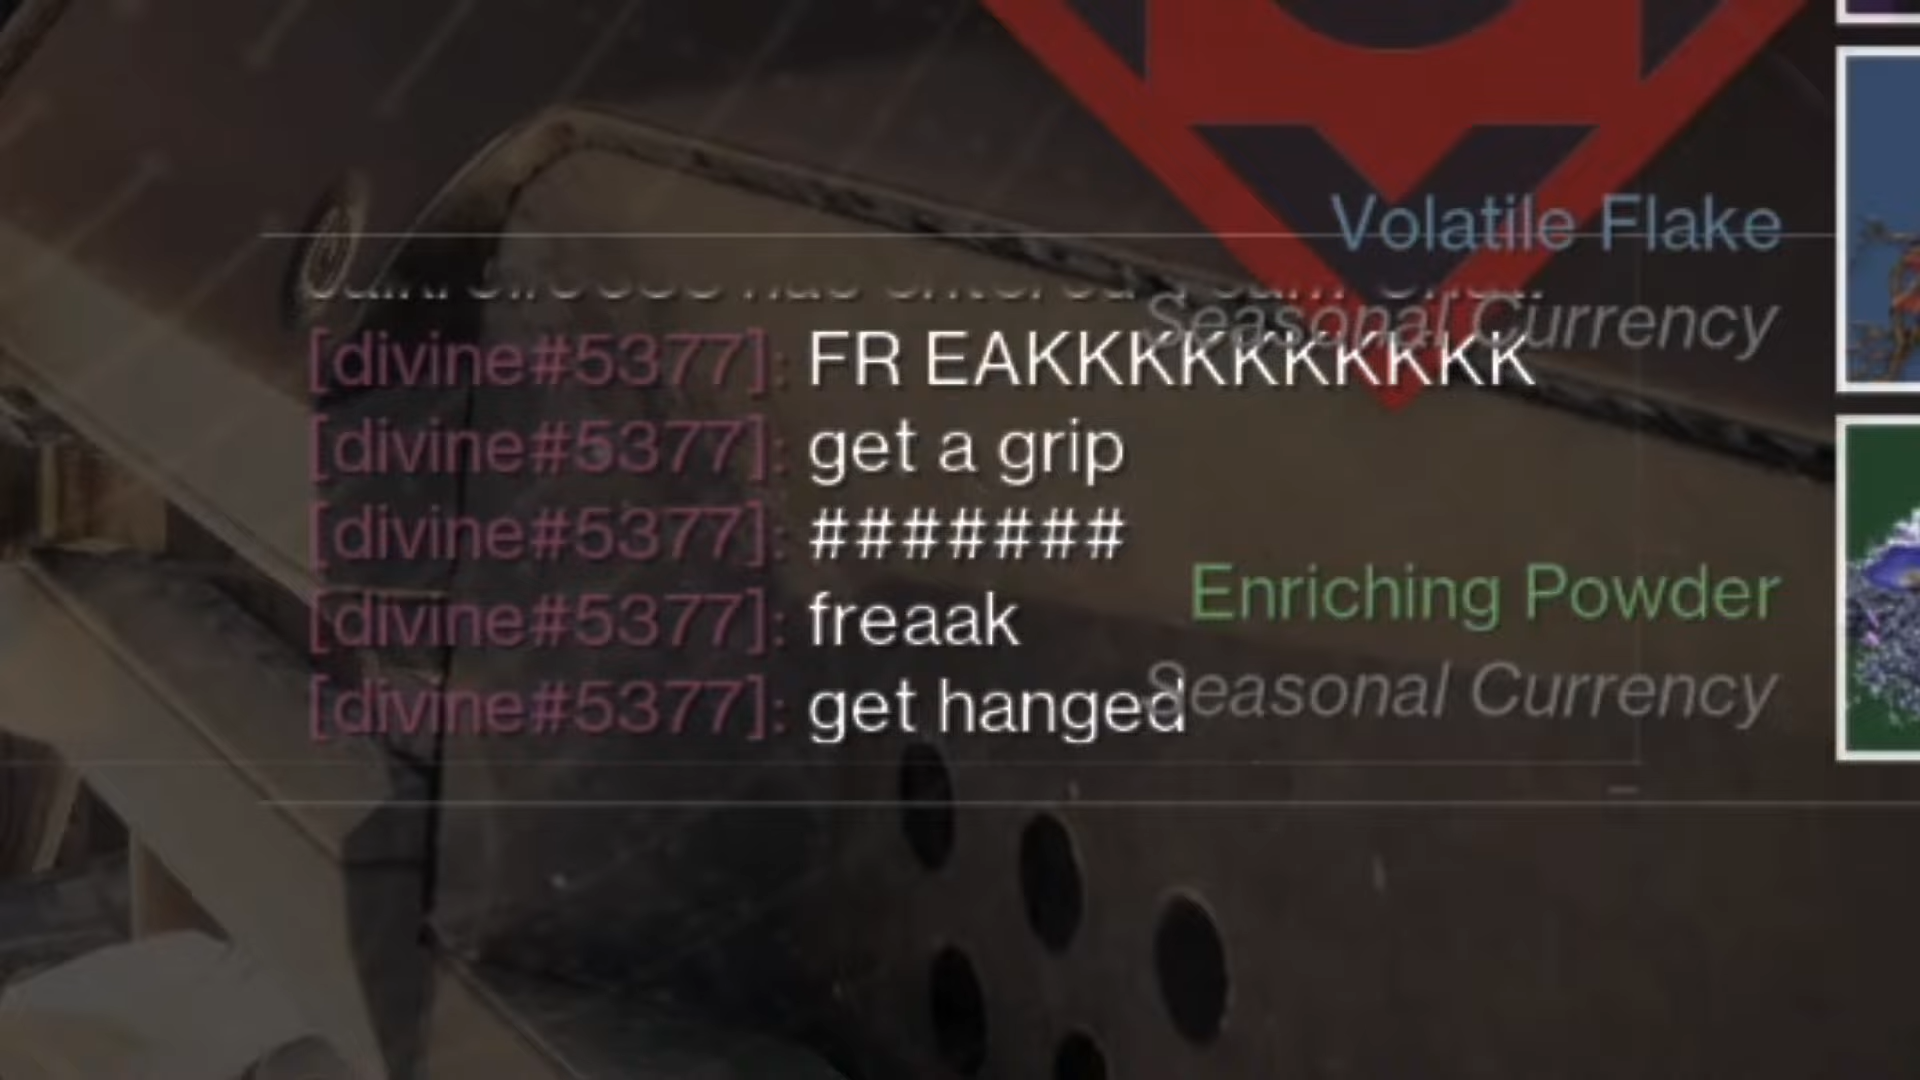 Volatile Flake
Seasonal Currency
[divine#5377]: FR EAKKKKKKKKKKK
[divine#5377]: get a grip
[divine#5377]: #######
[divine#5377]: freaak
[divine#5377]: get hanged
Enriching Powder
Seasonal Currency